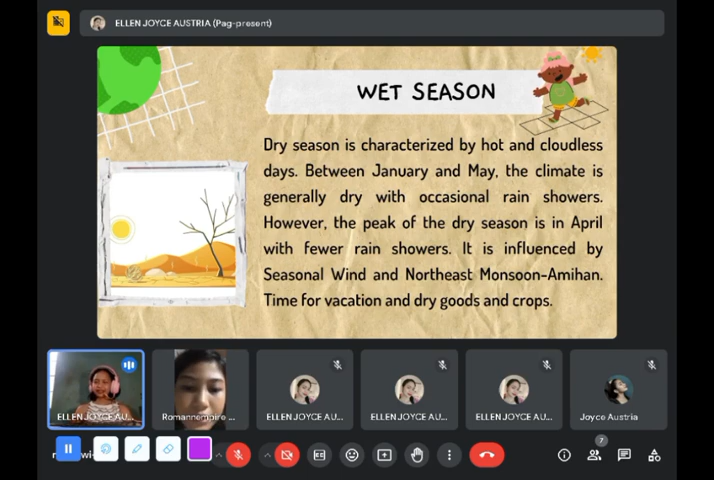 ELLEN JOYCE AUSTRIA (Pag-present)
WET SEASON
Dry season is characterized by hot and cloudless
days. Between January and May, the climate is
generally dry with occasional rain showers.
However, the peak of the dry season is in April
with fewer rain showers. It is influenced by
Seasonal Wind and Northeast Monsoon-Amihan.
Time for vacation and dry goods and crops.
ELLEN JOYCE AU...
ELLEN JOYCE AU...
ELLEN JOYCE AU...
ELLEN JOYCE AU...
Joyce Austria
7